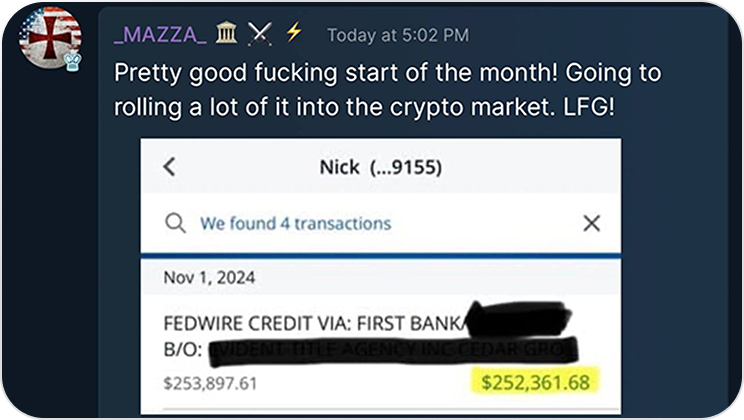 _MAZZA_ 🏛️ ⚔️ ⚡ Today at 5:02 PM
Pretty good fucking start of the month! Going to
rolling a lot of it into the crypto market. LFG!
Nick (...9155)
We found 4 transactions
Nov 1, 2024
FEDWIRE CREDIT VIA: FIRST BANK/
B/O:
$253,897.61 $252,361.68